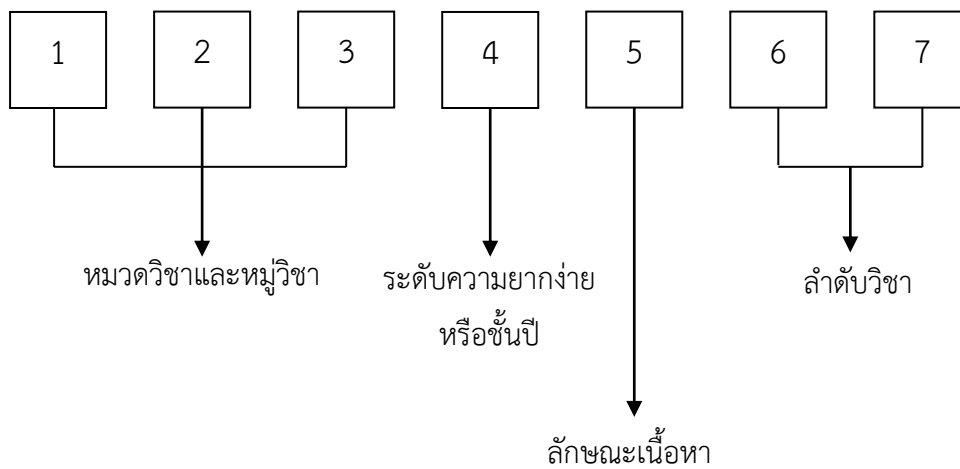 1 2 3 4 5 6 7
หมวดวิชาและหมู่วิชา
ระดับความยากง่าย
หรือชั้นปี
ลำดับวิชา
ลักษณะเนื้อหา